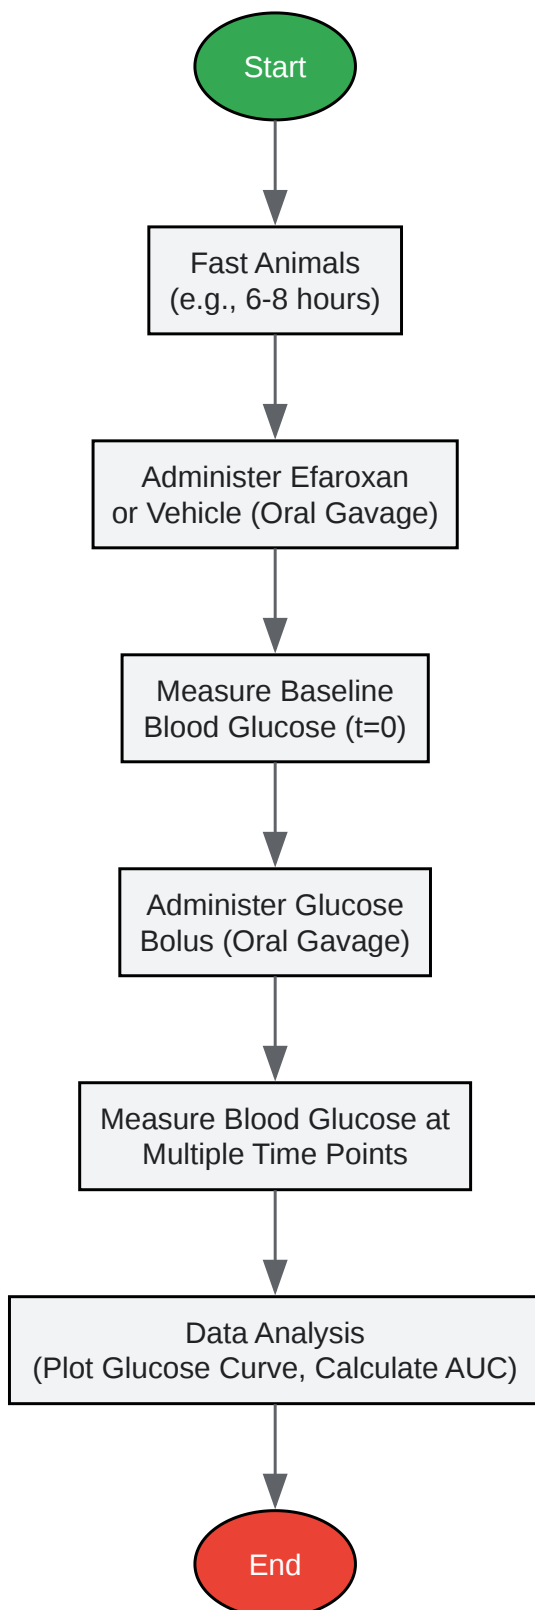 Start
Fast Animals
(e.g., 6-8 hours)
Administer Efaroxan
or Vehicle (Oral Gavage)
Measure Baseline
Blood Glucose (t=0)
Administer Glucose
Bolus (Oral Gavage)
Measure Blood Glucose at
Multiple Time Points
Data Analysis
(Plot Glucose Curve, Calculate AUC)
End